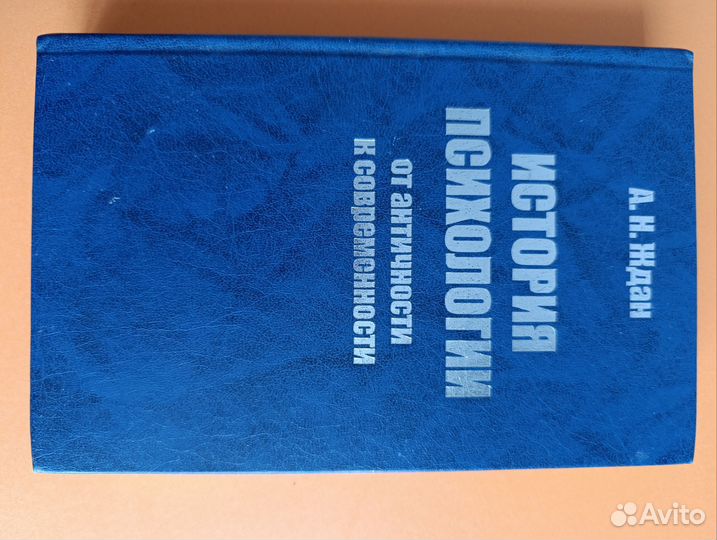 А. Н. Ждан
ИСТОРИЯ
ПСИХОЛОГИИ
от античности
к современности
Avito